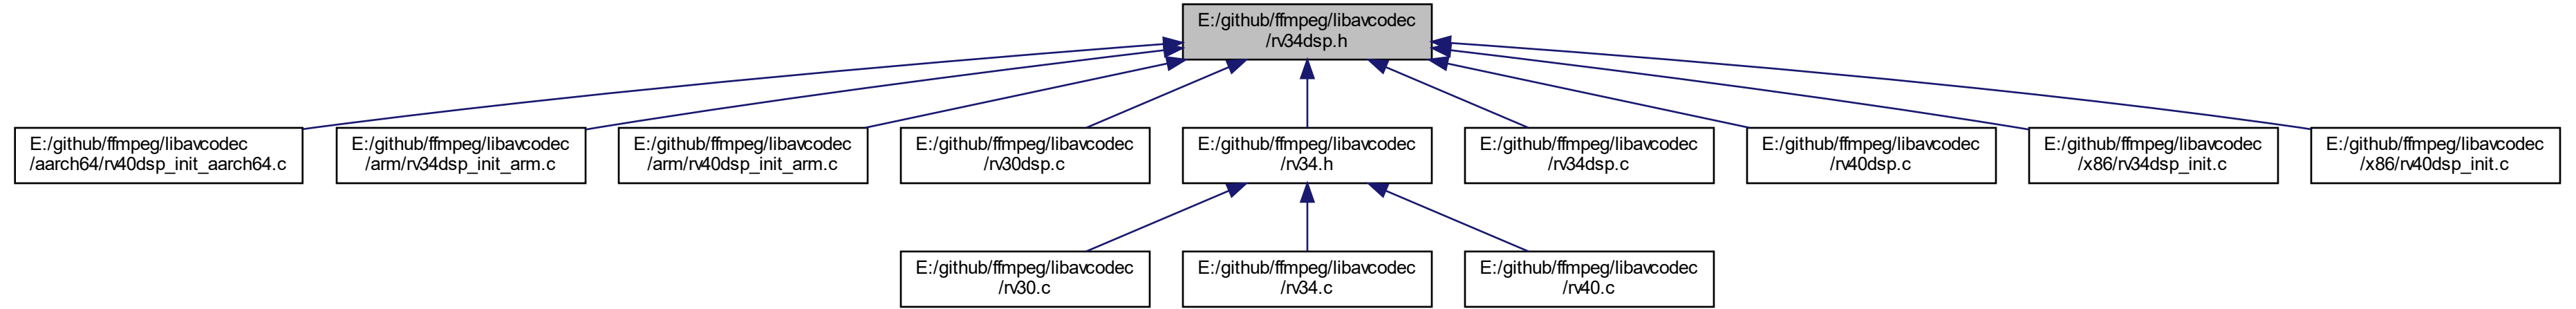 E:/github/ffmpeg/libavcodec
/rv34dsp.h
E:/github/ffmpeg/libavcodec
/aarch64/rv40dsp_init_aarch64.c
E:/github/ffmpeg/libavcodec
/arm/rv34dsp_init_arm.c
E:/github/ffmpeg/libavcodec
/arm/rv40dsp_init_arm.c
E:/github/ffmpeg/libavcodec
/rv30dsp.c
E:/github/ffmpeg/libavcodec
/rv34.h
E:/github/ffmpeg/libavcodec
/rv34dsp.c
E:/github/ffmpeg/libavcodec
/rv40dsp.c
E:/github/ffmpeg/libavcodec
/x86/rv34dsp_init.c
E:/github/ffmpeg/libavcodec
/x86/rv40dsp_init.c
E:/github/ffmpeg/libavcodec
/rv30.c
E:/github/ffmpeg/libavcodec
/rv34.c
E:/github/ffmpeg/libavcodec
/rv40.c